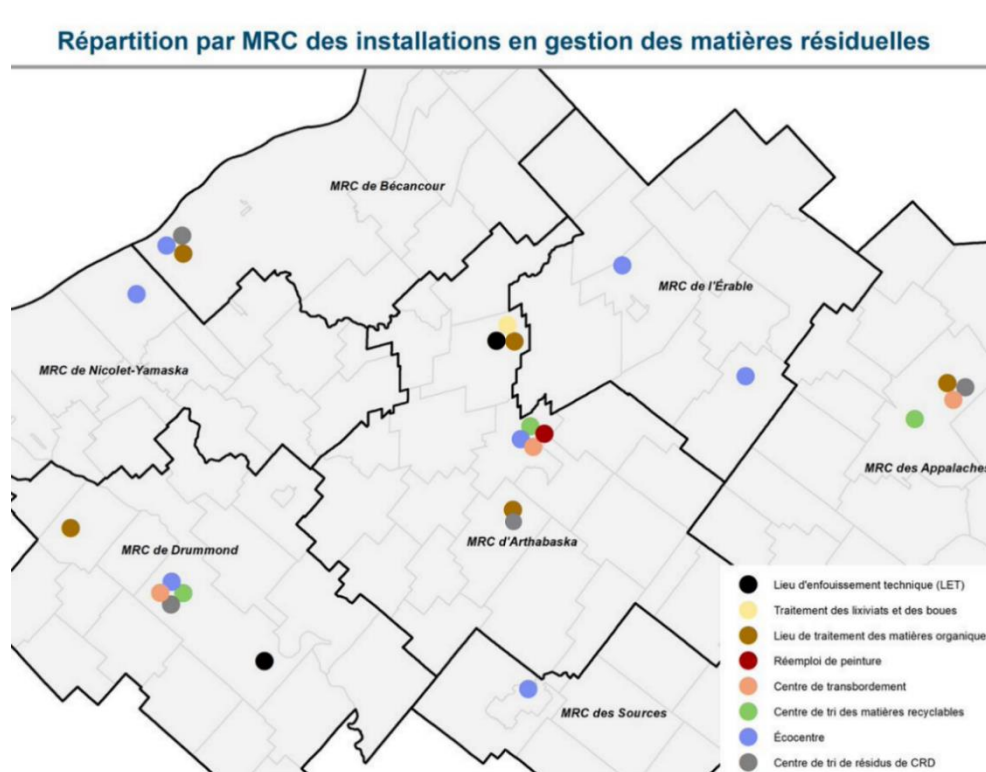 Répartition par MRC des installations en gestion des matières résiduelles
MRC de Bécancour
MRC de l'Érable
MRC de Nicolet-Yamaska
MRC des Appalaches
MRC d'Arthabaska
MRC de Drummond
MRC des Sources
Lieu d'enfouissement technique (LET)
Traitement des lixiviats et des boues
Lieu de traitement des matières organique
Réemploi de peinture
Centre de transbordement
Centre de tri des matières recyclables
Écocentre
Centre de tri de résidus de CRD